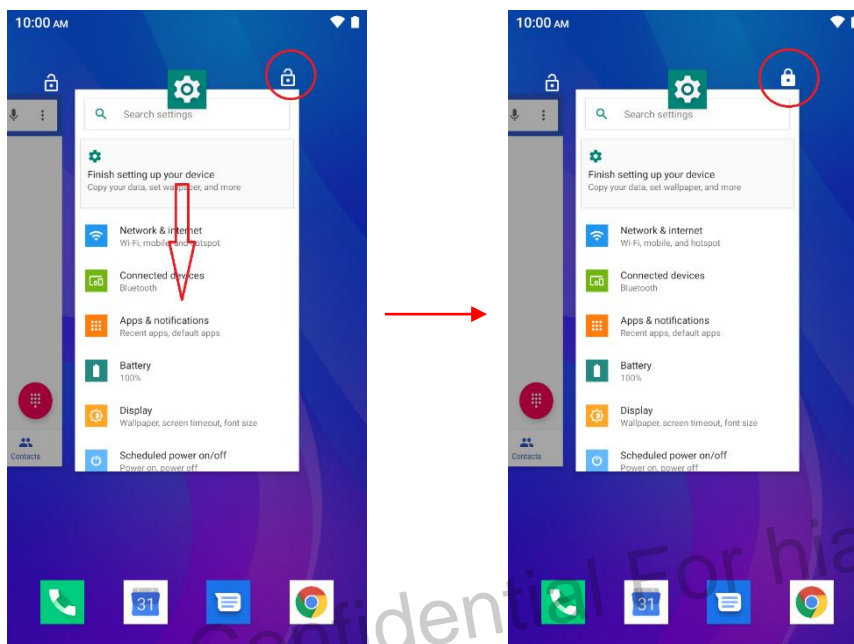 10:00 AM
Search settings
Finish setting up your device
Copy your data, set wallpaper, and more
Network & internet
Wi-Fi, mobile, and hotspot
Connected devices
Bluetooth
Apps & notifications
Recent apps, default apps
Battery
100%
Display
Wallpaper, screen timeout, font size
Scheduled power on/off
Power on, power off
Contacts
31
10:00 AM
Search settings
Finish setting up your device
Copy your data, set wallpaper, and more
Network & internet
Wi-Fi, mobile, and hotspot
Connected devices
Bluetooth
Apps & notifications
Recent apps, default apps
Battery
100%
Display
Wallpaper, screen timeout, font size
Scheduled power on/off
Power on, power off
Contacts
31
Confidential For hia